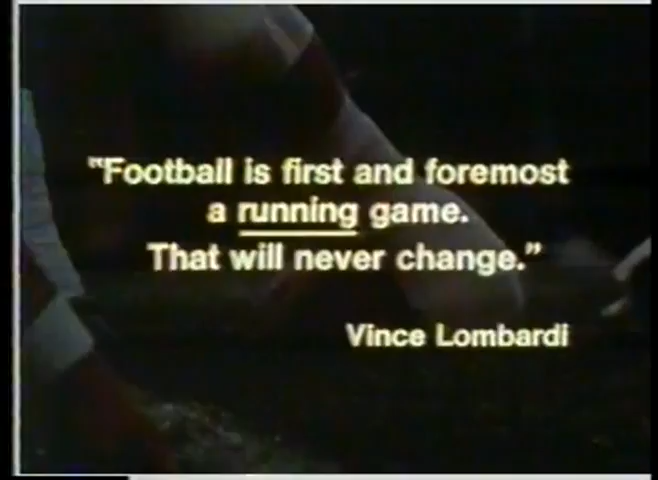 "Football is first and foremost
a running game.
That will never change."
Vince Lombardi